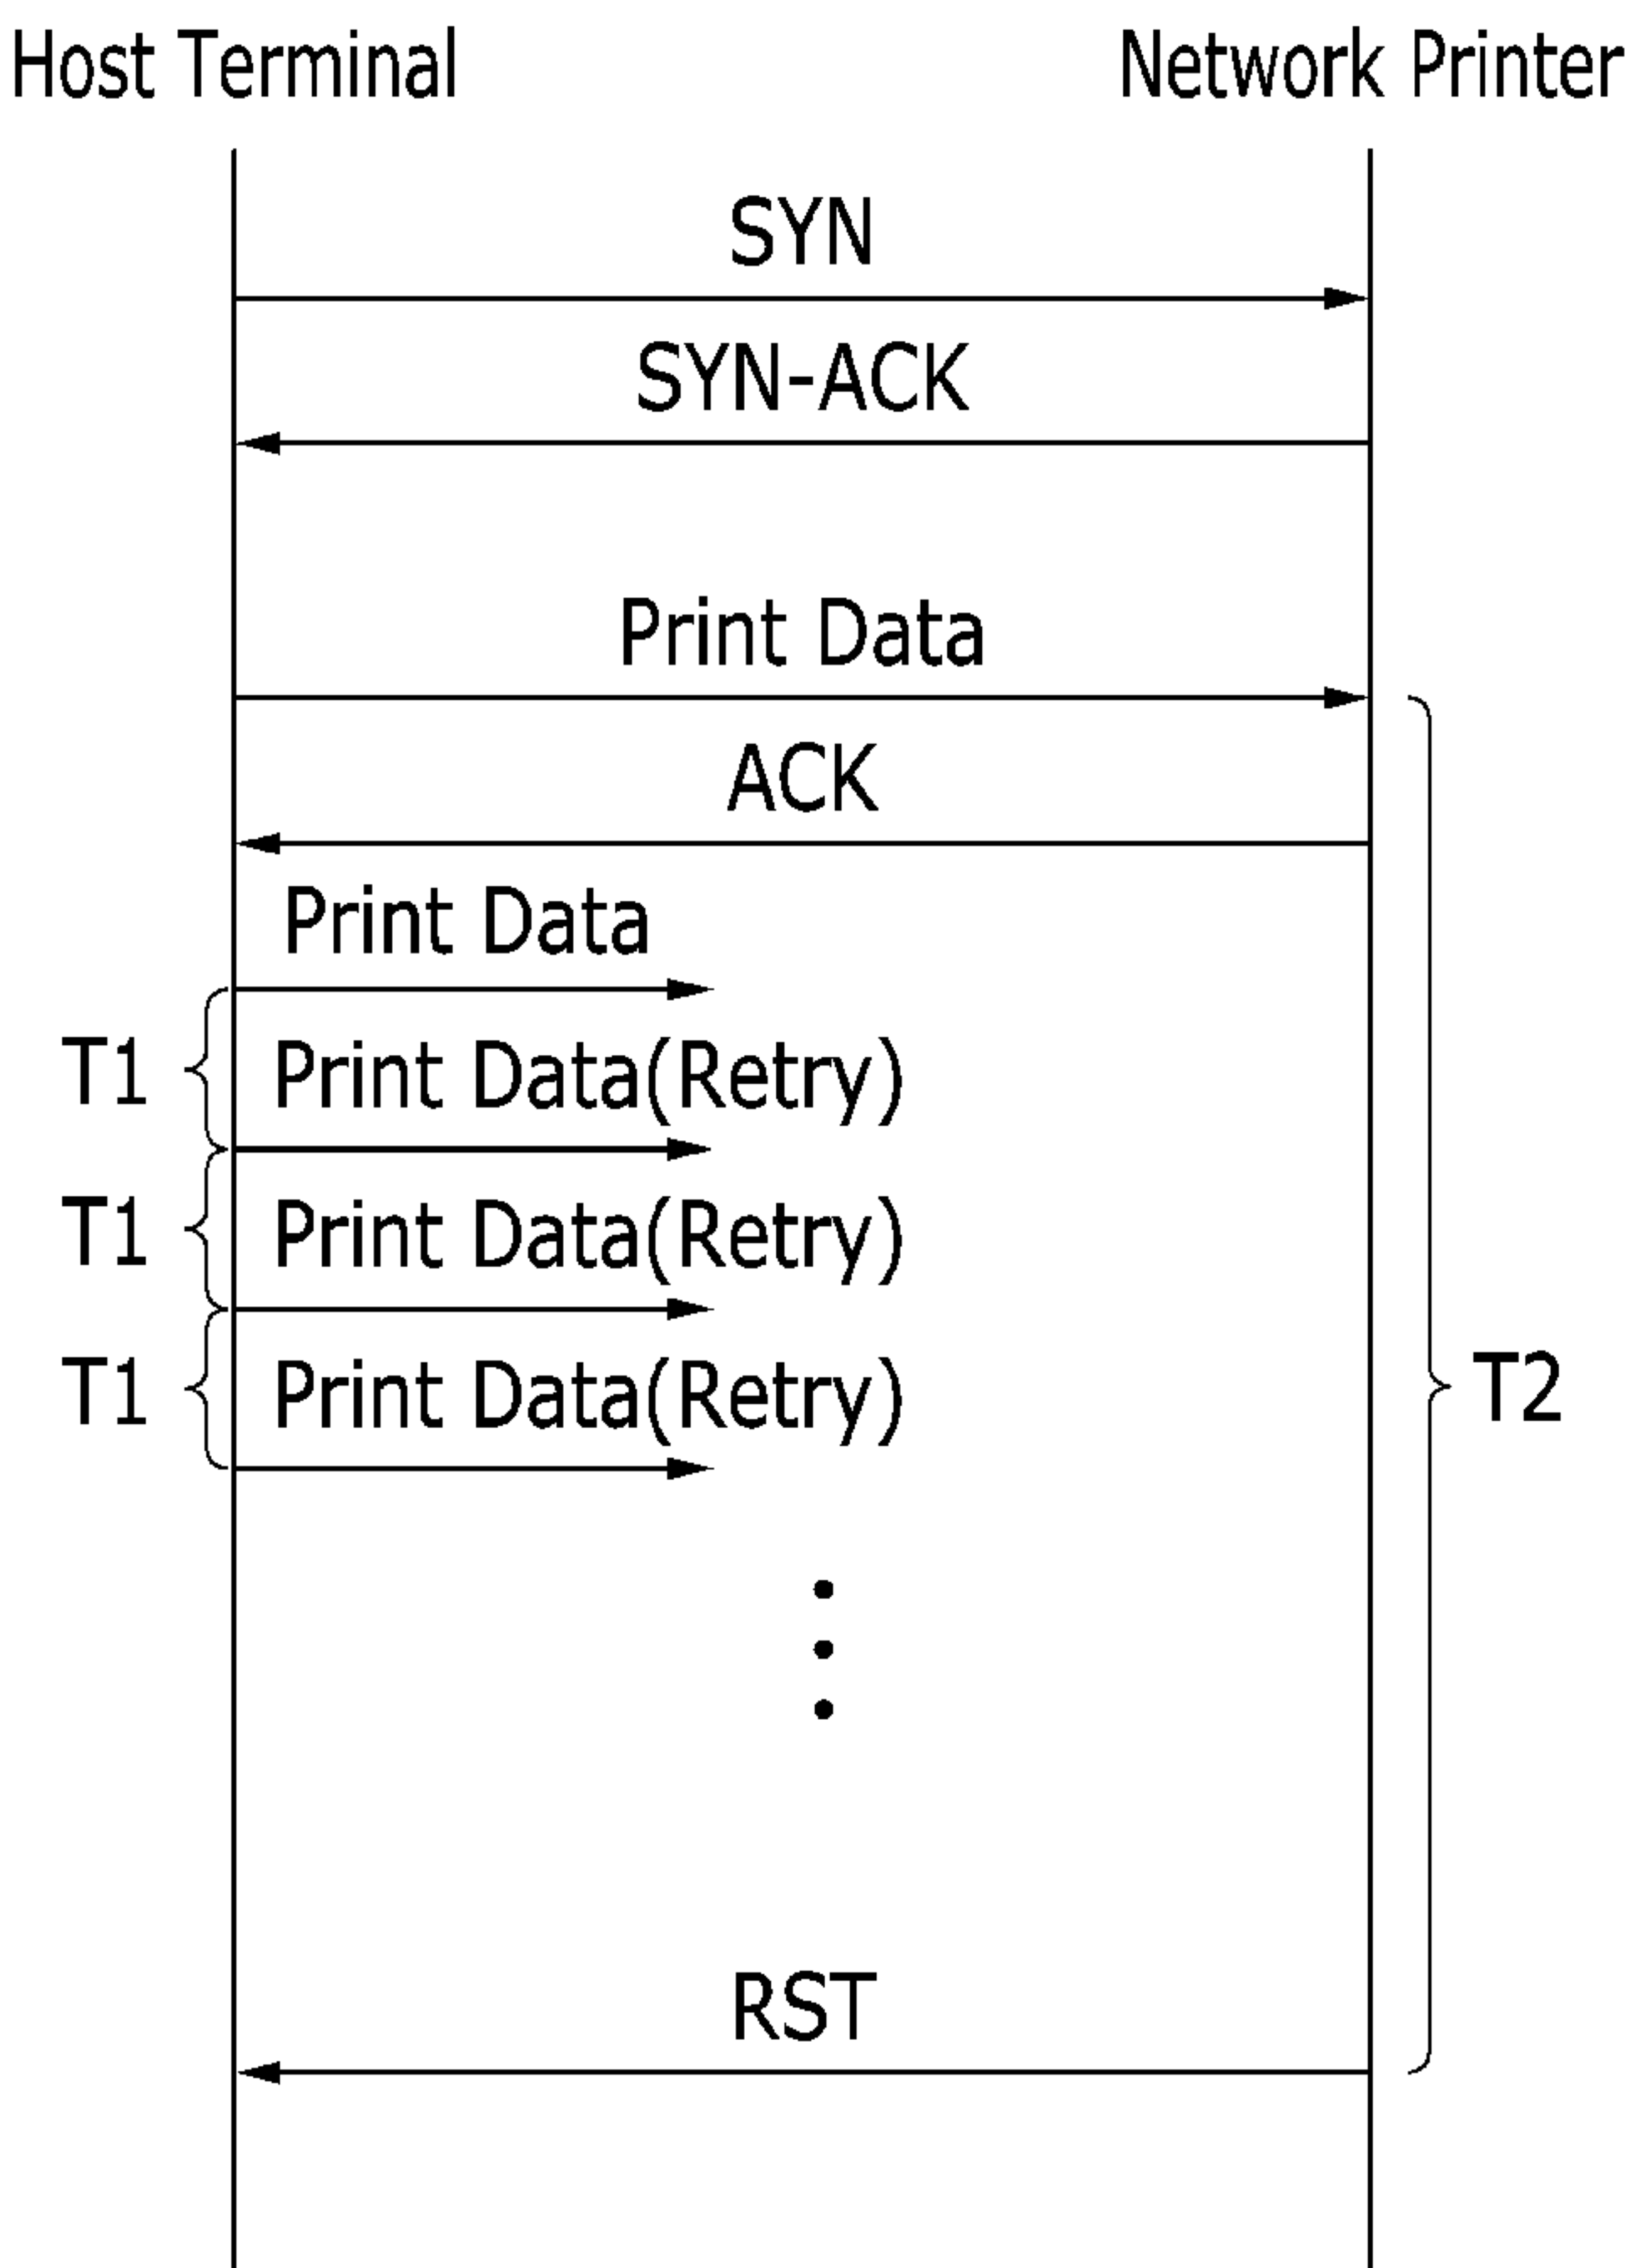 Host Terminal
Network Printer
SYN
SYN-ACK
Print Data
ACK
Print Data
T1
Print Data(Retry)
T1
Print Data(Retry)
T1
Print Data(Retry)
T2
RST